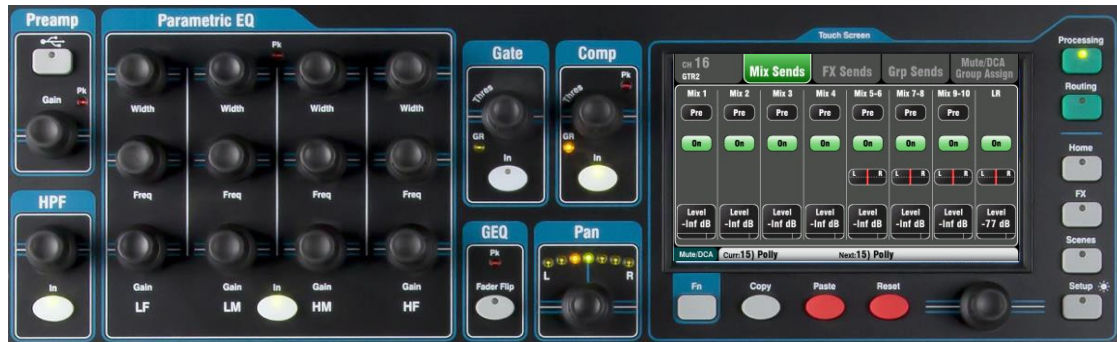 Preamp
Pk
Gain
HPF
In
Parametric EQ
Pk
Width Width Width Width
Freq Freq Freq Freq
Gain Gain In Gain Gain
LF LM HM HF
Gate
Thres
GR
In
Comp
Pk
Thres
GR
In
GEQ
Pk
Fader Flip
Pan
L R
Touch Screen
CH 16
GTR2
Mix Sends
FX Sends
Grp Sends
Mute/DCA
Group Assign
Mix 1 Mix 2 Mix 3 Mix 4 Mix 5-6 Mix 7-8 Mix 9-10 LR
Pre Pre Pre Pre Pre Pre Pre
On On On On On On On On
L R L R L R L R
Level Level Level Level Level Level Level Level
-Inf dB -Inf dB -Inf dB -Inf dB -Inf dB -Inf dB -Inf dB -77 dB
Mute/DCA Curr:15) Polly Next:15) Polly
Fn Copy Paste Reset
Processing
Routing
Home
FX
Scenes
Setup